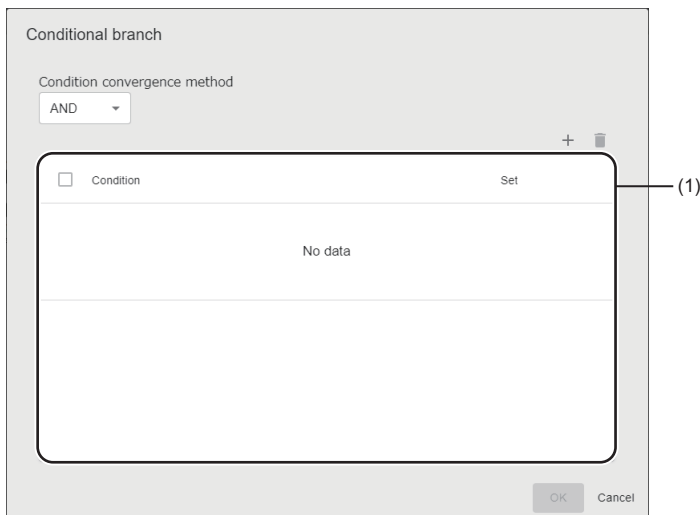 Conditional branch
Condition convergence method
AND
Condition Set
(1)
No data
OK Cancel